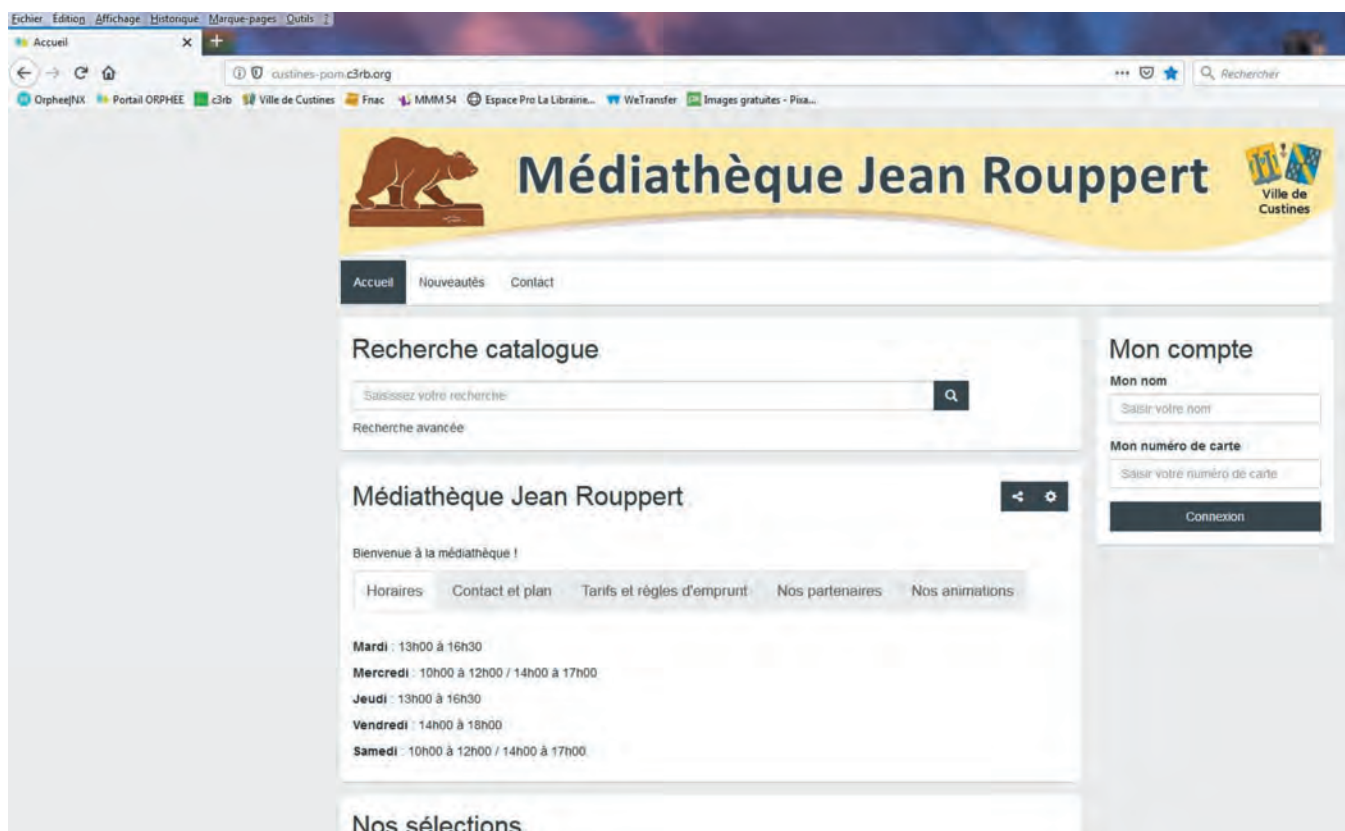 Fichier Édition Affichage Historique Marque-pages Outils ?
Accueil
custines-pom.c3rb.org
Rechercher
Orphee|NX Portail ORPHEE c3rb Ville de Custines Fnac MMM 54 Espace Pro La Librairie... WeTransfer Images gratuites - Pixa...
Médiathèque Jean Rouppert
Ville de
Custines
Accueil Nouveautés Contact
Recherche catalogue
Saisissez votre recherche
Recherche avancée
Mon compte
Mon nom
Saisir votre nom
Mon numéro de carte
Saisir votre numéro de carte
Connexion
Médiathèque Jean Rouppert
Bienvenue à la médiathèque !
Horaires Contact et plan Tarifs et règles d'emprunt Nos partenaires Nos animations
Mardi : 13h00 à 16h30
Mercredi : 10h00 à 12h00 / 14h00 à 17h00
Jeudi : 13h00 à 16h30
Vendredi : 14h00 à 18h00
Samedi : 10h00 à 12h00 / 14h00 à 17h00
Nos sélections